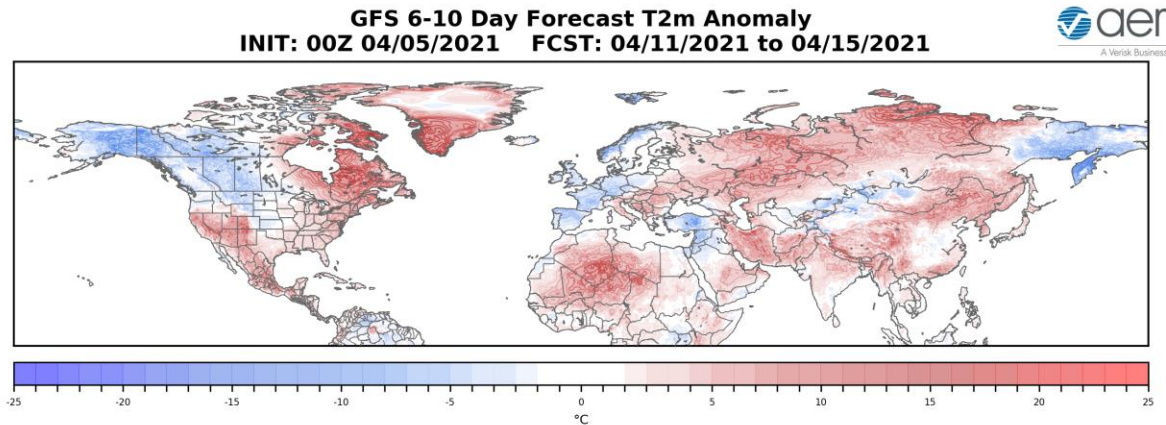 GFS 6-10 Day Forecast T2m Anomaly
INIT: 00Z 04/05/2021 FCST: 04/11/2021 to 04/15/2021
aer
A Verisk Business
-25 -20 -15 -10 -5 0 5 10 15 20 25
°C